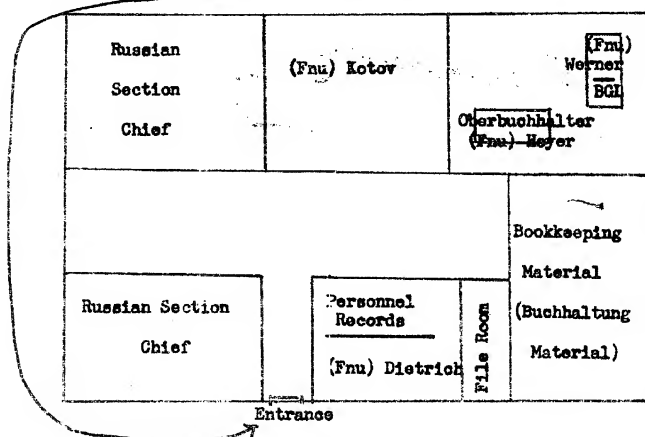 Russian
Section
Chief
(Fnu) Kotov
(Fnu)
Werner
BGL
Oberbuchhalter
(Fnu) Meyer
Bookkeeping
Material
(Buchhaltung
Material)
Russian Section
Chief
Personnel
Records
(Fnu) Dietrich
File Room
Entrance